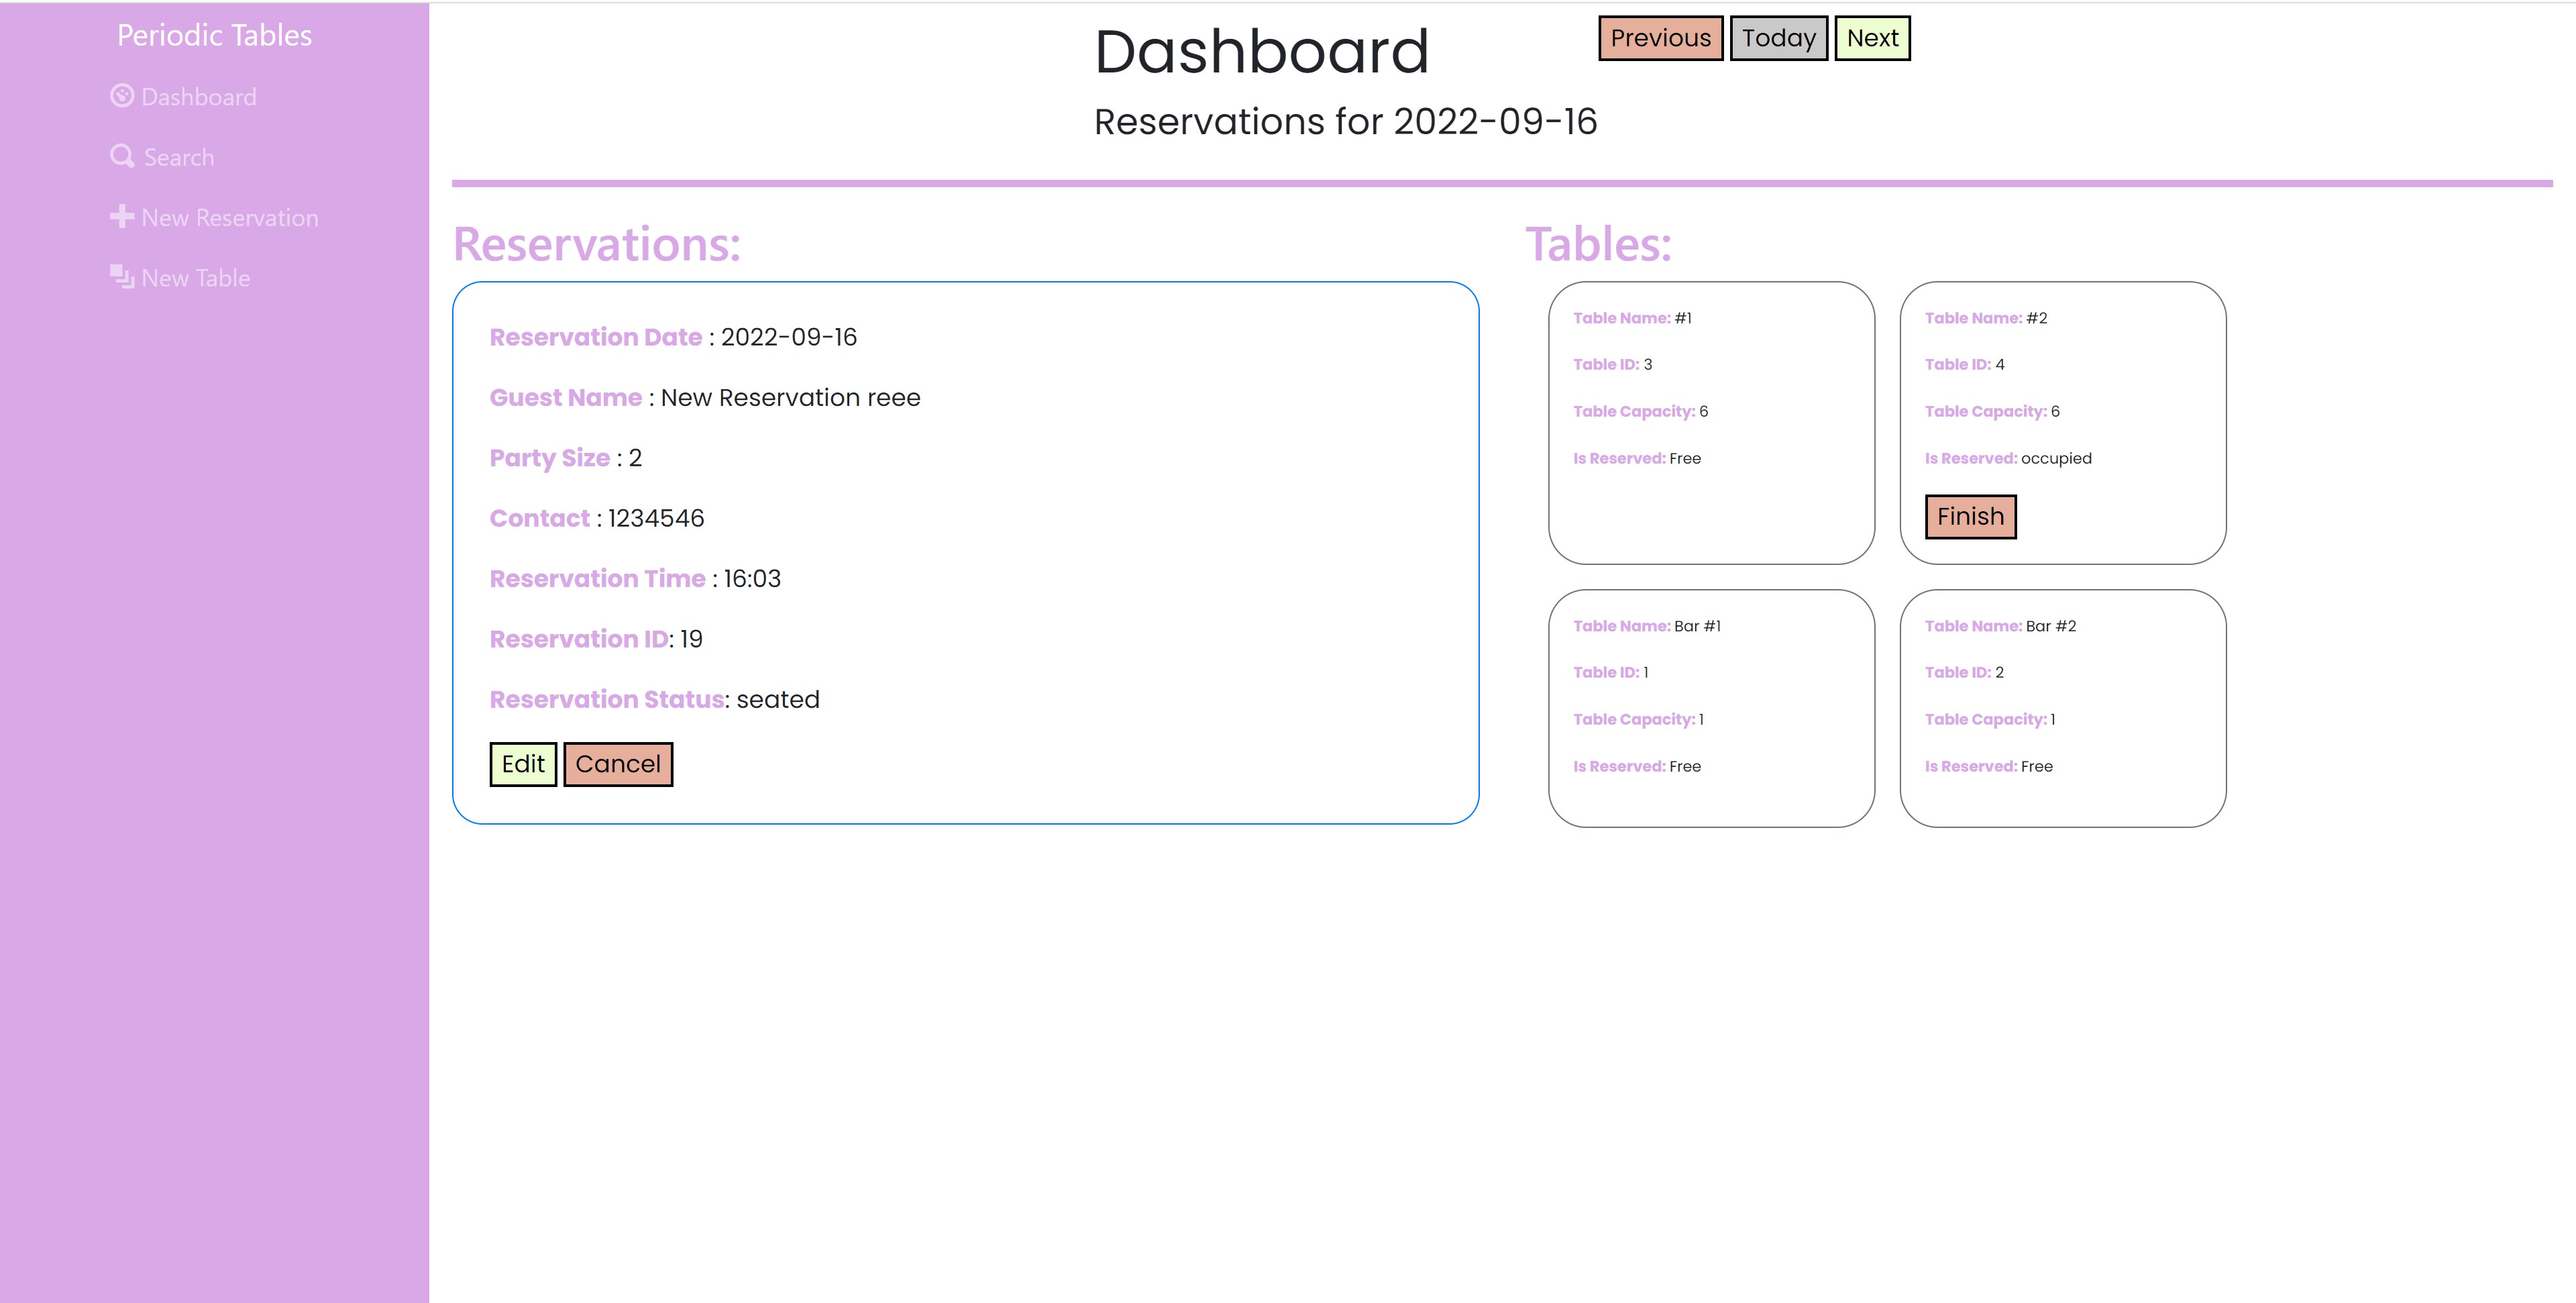 Periodic Tables
Dashboard
Search
New Reservation
New Table
Dashboard
Reservations for 2022-09-16
Previous
Today
Next
Reservations:
Reservation Date : 2022-09-16
Guest Name : New Reservation reee
Party Size : 2
Contact : 1234546
Reservation Time : 16:03
Reservation ID: 19
Reservation Status: seated
Edit
Cancel
Tables:
Table Name: #1
Table ID: 3
Table Capacity: 6
Is Reserved: Free
Table Name: #2
Table ID: 4
Table Capacity: 6
Is Reserved: occupied
Finish
Table Name: Bar #1
Table ID: 1
Table Capacity: 1
Is Reserved: Free
Table Name: Bar #2
Table ID: 2
Table Capacity: 1
Is Reserved: Free